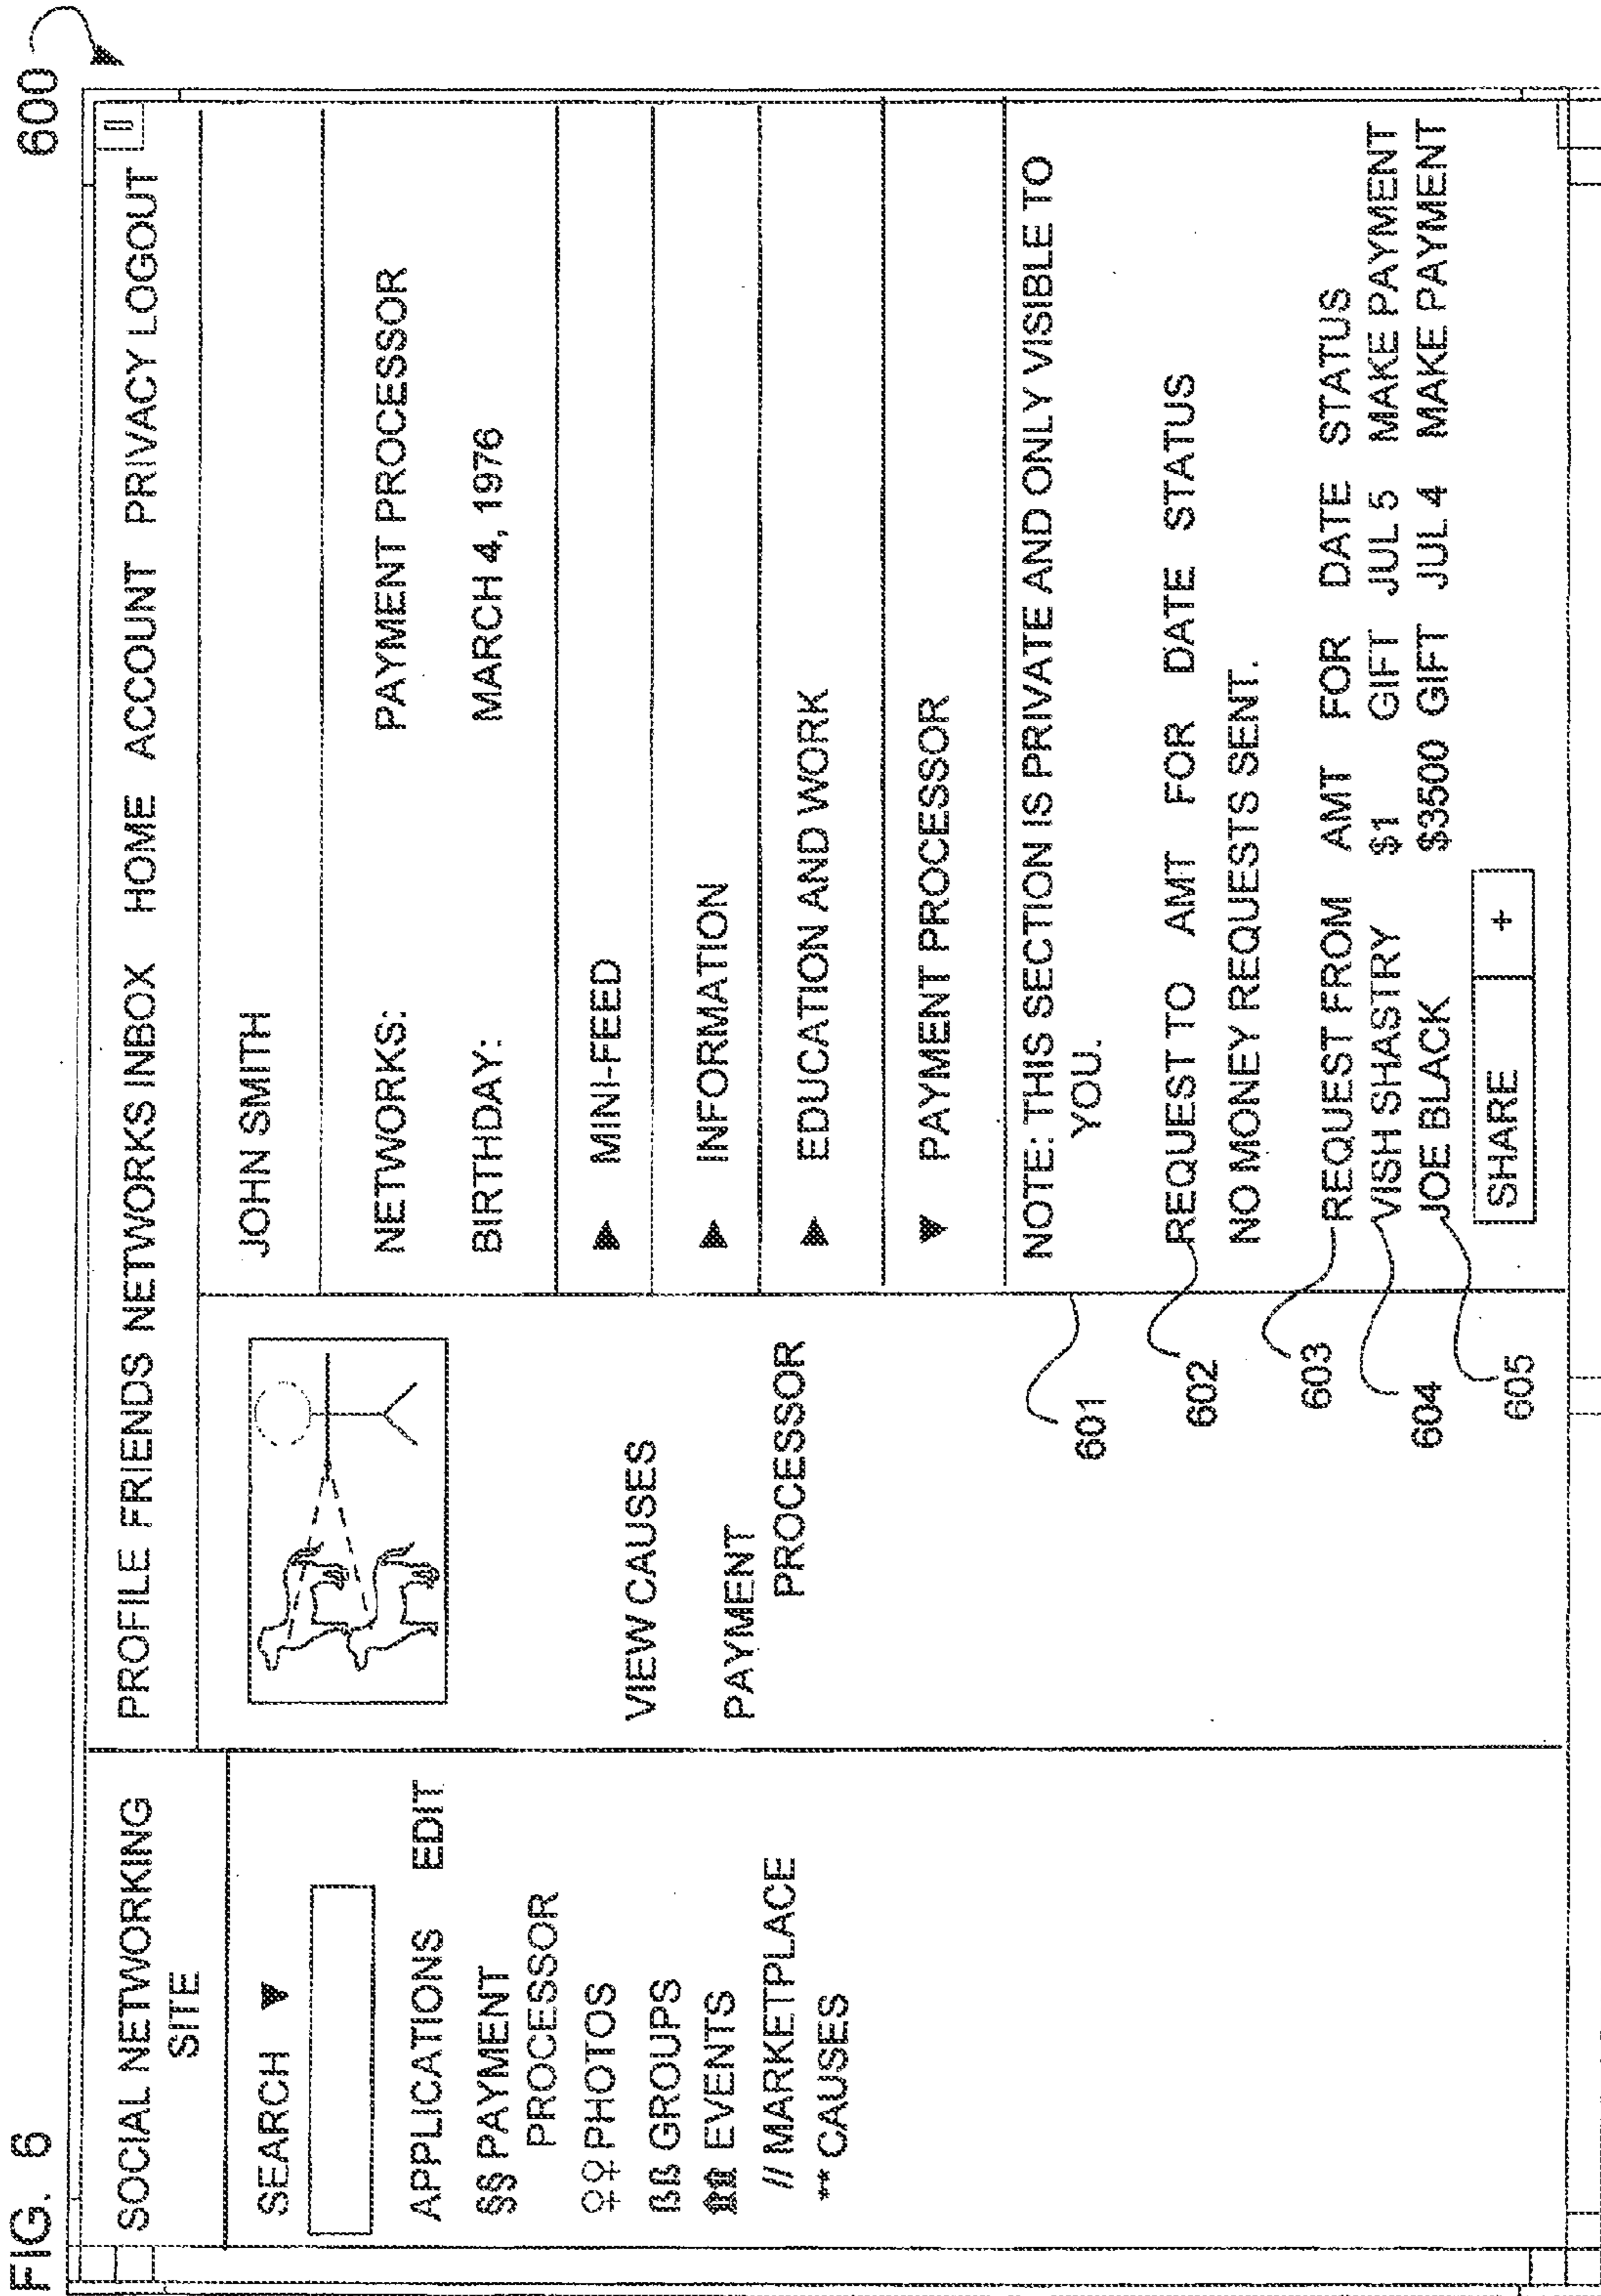 FIG. 6
600
SOCIAL NETWORKING
SITE
PROFILE FRIENDS NETWORKS INBOX HOME ACCOUNT PRIVACY LOGOUT
SEARCH ▼
APPLICATIONS EDIT
§§ PAYMENT
PROCESSOR
♀♀ PHOTOS
ßß GROUPS
EVENTS
// MARKETPLACE
** CAUSES
VIEW CAUSES
PAYMENT
PROCESSOR
JOHN SMITH
NETWORKS: PAYMENT PROCESSOR
BIRTHDAY: MARCH 4, 1976
▶ MINI-FEED
▶ INFORMATION
▶ EDUCATION AND WORK
▼ PAYMENT PROCESSOR
601
NOTE: THIS SECTION IS PRIVATE AND ONLY VISIBLE TO
YOU.
602 REQUEST TO AMT FOR DATE STATUS
NO MONEY REQUESTS SENT.
603 REQUEST FROM AMT FOR DATE STATUS
604 VISH SHASTRY $1 GIFT JUL 5 MAKE PAYMENT
605 JOE BLACK $3500 GIFT JUL 4 MAKE PAYMENT
SHARE +